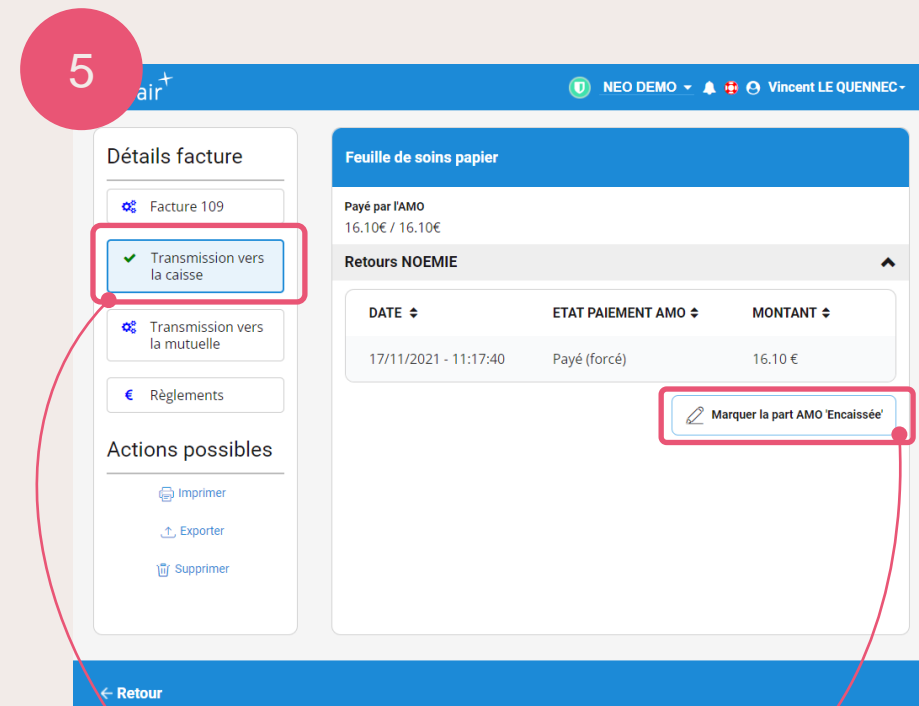 5
air
NEO DEMO
Vincent LE QUENNEC
Détails facture
Facture 109
Transmission vers
la caisse
Transmission vers
la mutuelle
€ Règlements
Actions possibles
Imprimer
Exporter
Supprimer
Feuille de soins papier
Payé par l'AMO
16.10€ / 16.10€
Retours NOEMIE
DATE ETAT PAIEMENT AMO MONTANT
17/11/2021 - 11:17:40 Payé (forcé) 16.10 €
Marquer la part AMO 'Encaissée'
← Retour